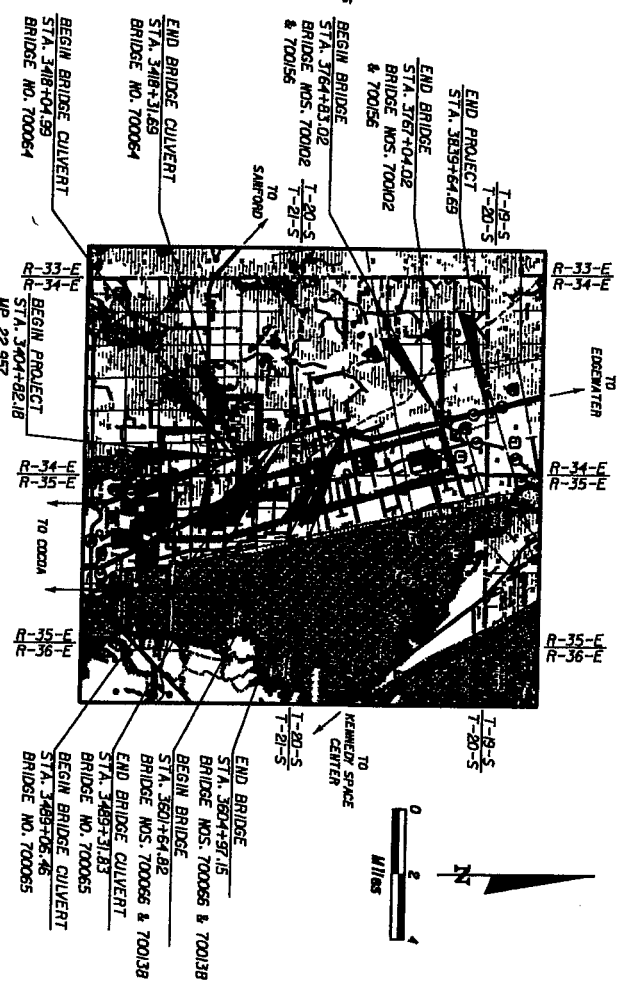 T-19-S
T-20-S
END PROJECT
STA. 3839+64.69
END BRIDGE
STA. 3767+04.02
BRIDGE NOS. 700102
& 700156
BEGIN BRIDGE
STA. 3764+83.02
BRIDGE NOS. 700102
& 700156
T-20-S
T-21-S
TO
SANFORD
END BRIDGE CULVERT
STA. 3418+31.69
BRIDGE NO. 700064
BEGIN BRIDGE CULVERT
STA. 3418+04.99
BRIDGE NO. 700064
R-33-E
R-34-E
R-33-E
R-34-E
TO
EDGEWATER
BEGIN PROJECT
STA. 3404+82.18
MP 22.957
R-34-E
R-35-E
R-34-E
R-35-E
TO COCOA
R-35-E
R-36-E
R-35-E
R-36-E
T-19-S
T-20-S
T-20-S
T-21-S
TO
KENNEDY SPACE
CENTER
END BRIDGE
STA. 3604+97.15
BRIDGE NOS. 700066 & 700138
BEGIN BRIDGE
STA. 3601+64.82
BRIDGE NOS. 700066 & 700138
END BRIDGE CULVERT
STA. 3489+31.83
BRIDGE NO. 700065
BEGIN BRIDGE CULVERT
STA. 3489+06.46
BRIDGE NO. 700065
N
0 2 4
Miles